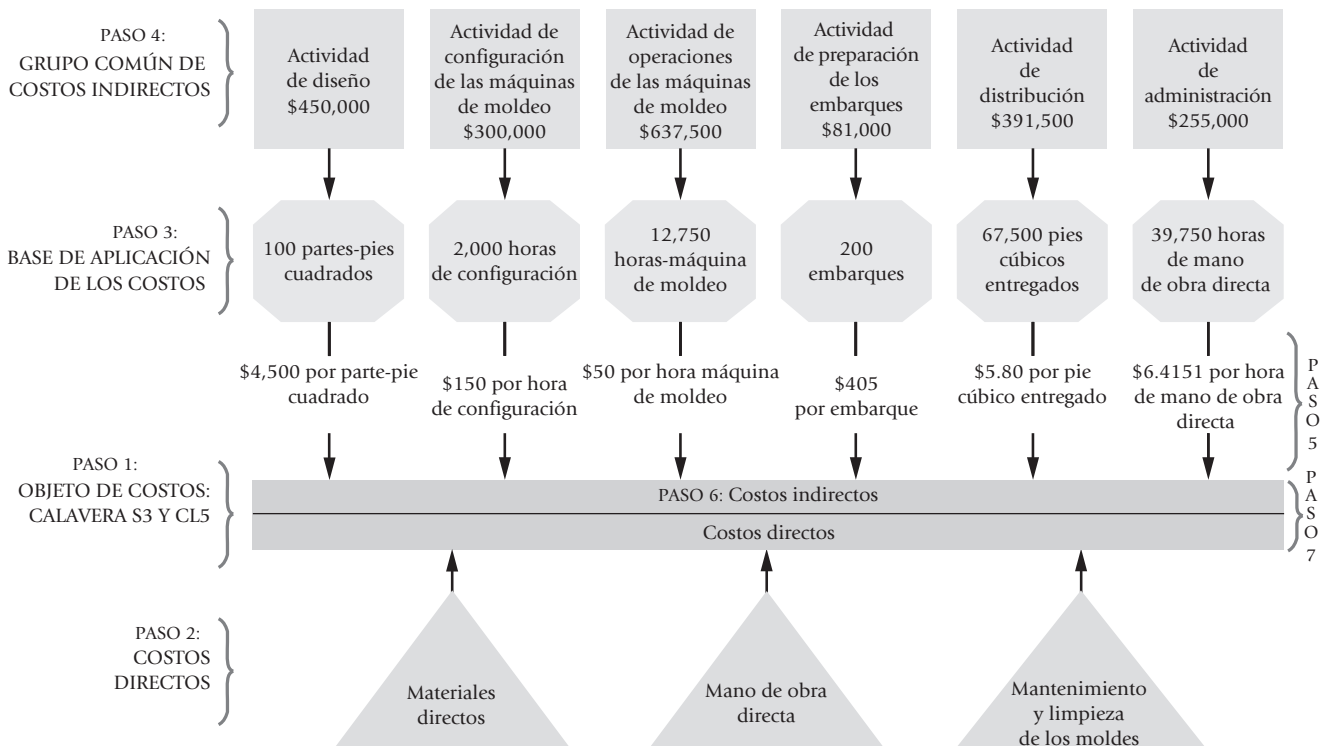 PASO 4:
GRUPO COMÚN DE
COSTOS INDIRECTOS
Actividad
de diseño
$450,000
Actividad de
configuración
de las máquinas
de moldeo
$300,000
Actividad de
operaciones
de las máquinas
de moldeo
$637,500
Actividad
de preparación
de los
embarques
$81,000
Actividad
de
distribución
$391,500
Actividad
de
administración
$255,000
PASO 3:
BASE DE APLICACIÓN
DE LOS COSTOS
100 partes-pies
cuadrados
2,000 horas
de configuración
12,750
horas-máquina
de moldeo
200
embarques
67,500 pies
cúbicos
entregados
39,750 horas
de mano
de obra directa
$4,500 por parte-pie
cuadrado
$150 por hora
de configuración
$50 por hora máquina
de moldeo
$405
por embarque
$5.80 por pie
cúbico entregado
$6.4151 por hora
de mano de obra
directa
P
A
S
O
5
PASO 1:
OBJETO DE COSTOS:
CALAVERA S3 Y CL5
PASO 6: Costos indirectos
Costos directos
P
A
S
O
7
PASO 2:
COSTOS
DIRECTOS
Materiales
directos
Mano de obra
directa
Mantenimiento
y limpieza
de los moldes